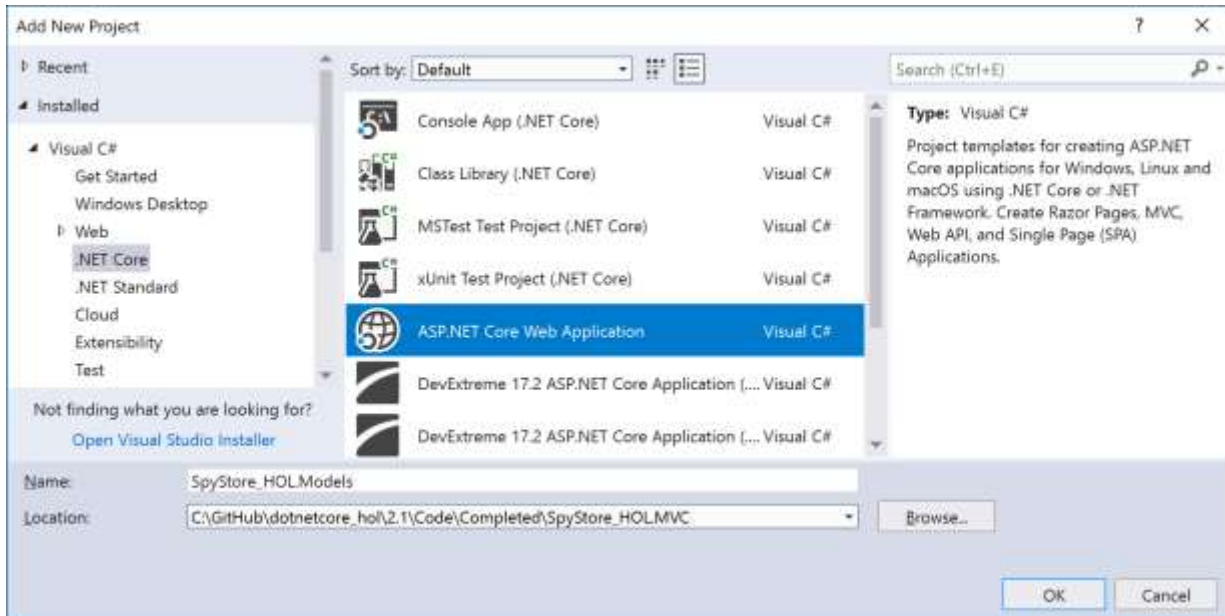 Add New Project
? ×
Recent
Installed
Visual C#
Get Started
Windows Desktop
Web
.NET Core
.NET Standard
Cloud
Extensibility
Test
Not finding what you are looking for?
Open Visual Studio Installer
Sort by: Default
Console App (.NET Core) Visual C#
Class Library (.NET Core) Visual C#
MSTest Test Project (.NET Core) Visual C#
xUnit Test Project (.NET Core) Visual C#
ASP.NET Core Web Application Visual C#
DevExtreme 17.2 ASP.NET Core Application (... Visual C#
DevExtreme 17.2 ASP.NET Core Application (... Visual C#
Search (Ctrl+E)
Type: Visual C#
Project templates for creating ASP.NET
Core applications for Windows, Linux and
macOS using .NET Core or .NET
Framework. Create Razor Pages, MVC,
Web API, and Single Page (SPA)
Applications.
Name: SpyStore_HOL.Models
Location: C:\GitHub\dotnetcore_hol\2.1\Code\Completed\SpyStore_HOL.MVC
Browse...
OK Cancel